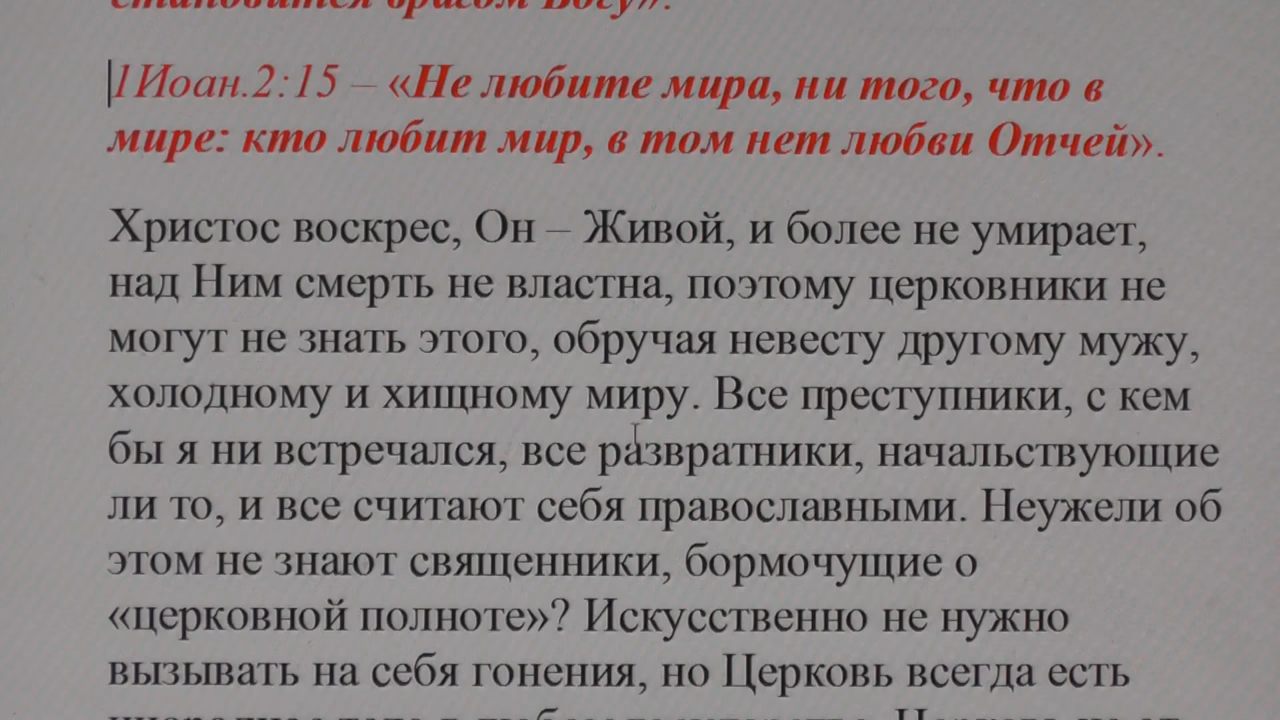 становится врагом Богу».
1Иоан.2:15 – «Не любите мира, ни того, что в
мире: кто любит мир, в том нет любви Отчей».
Христос воскрес, Он – Живой, и более не умирает,
над Ним смерть не властна, поэтому церковники не
могут не знать этого, обручая невесту другому мужу,
холодному и хищному миру. Все преступники, с кем
бы я ни встречался, все развратники, начальствующие
ли то, и все считают себя православными. Неужели об
этом не знают священники, бормочущие о
«церковной полноте»? Искусственно не нужно
вызывать на себя гонения, но Церковь всегда есть